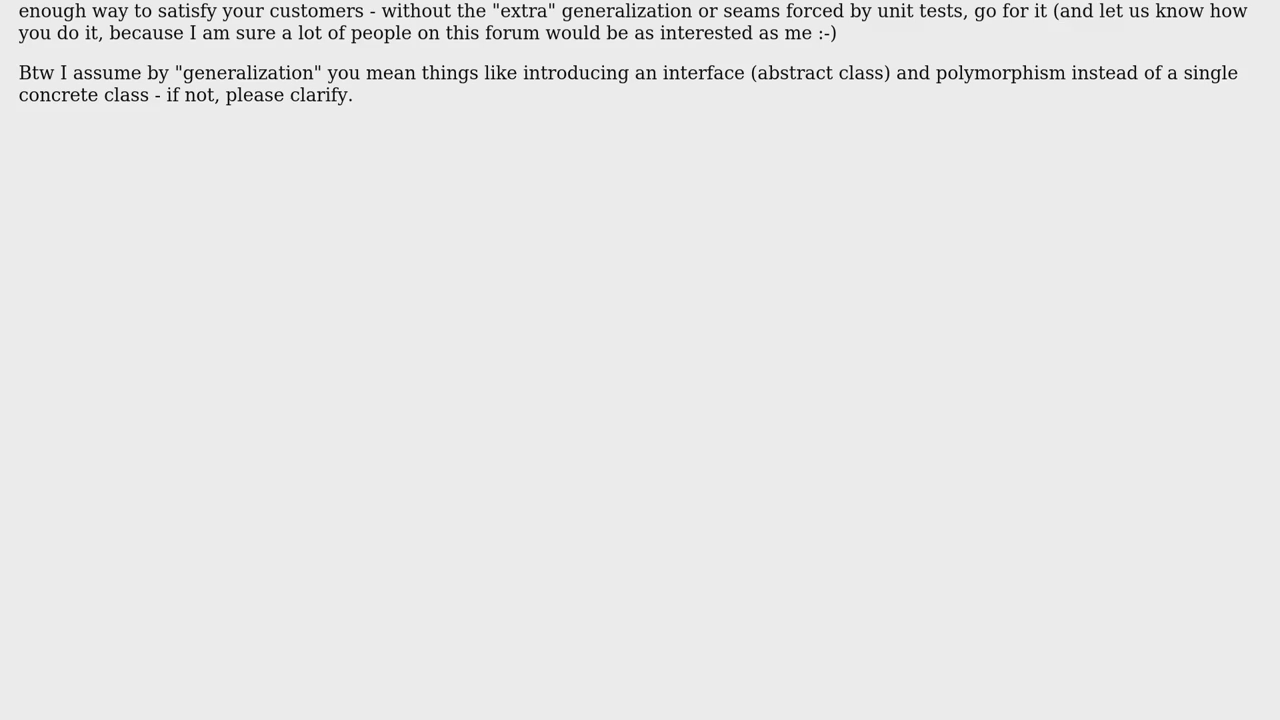 enough way to satisfy your customers - without the "extra" generalization or seams forced by unit tests, go for it (and let us know how
you do it, because I am sure a lot of people on this forum would be as interested as me :-)
Btw I assume by "generalization" you mean things like introducing an interface (abstract class) and polymorphism instead of a single
concrete class - if not, please clarify.